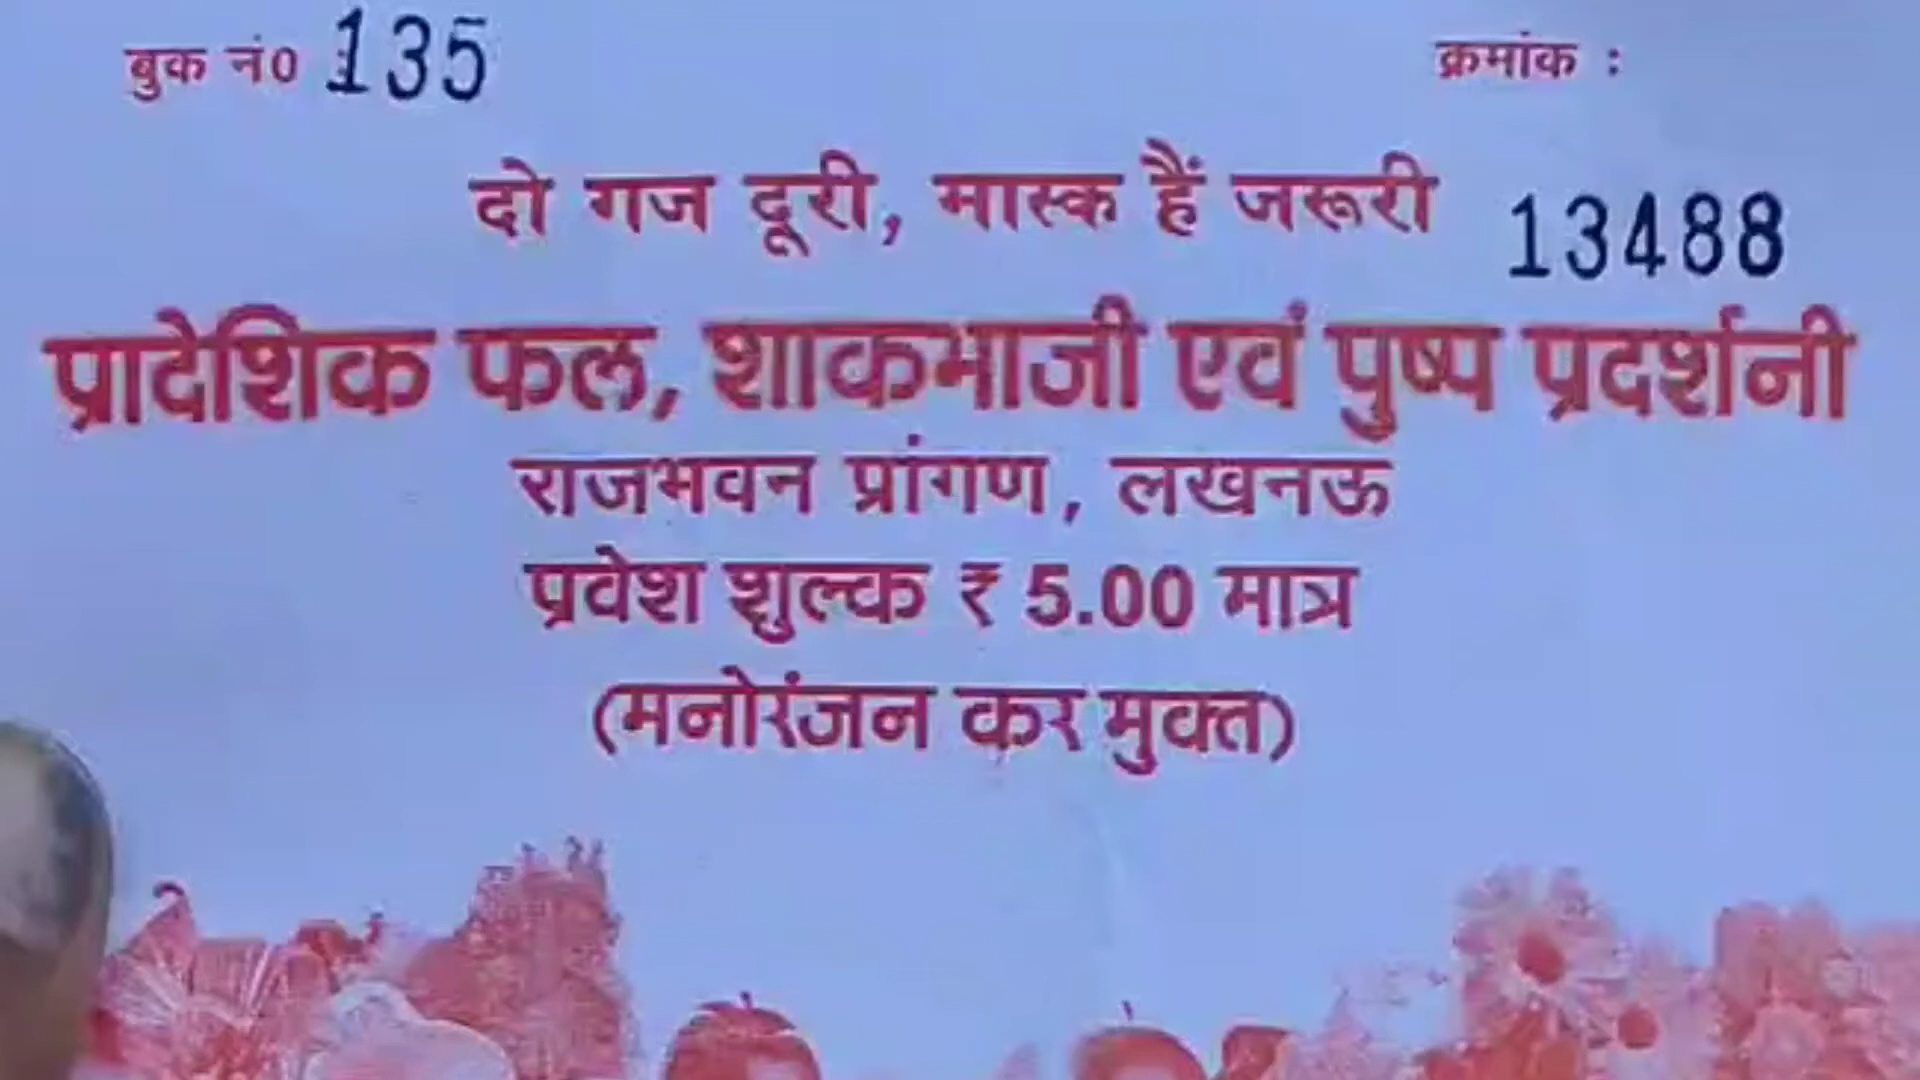 बुक नं0 : 135 क्रमांक :
दो गज दूरी, मास्क हैं जरूरी 13488
प्रादेशिक फल, शाकभाजी एवं पुष्प प्रदर्शनी
राजभवन प्रांगण, लखनऊ
प्रवेश शुल्क ₹ 5.00 मात्र
(मनोरंजन कर मुक्त)